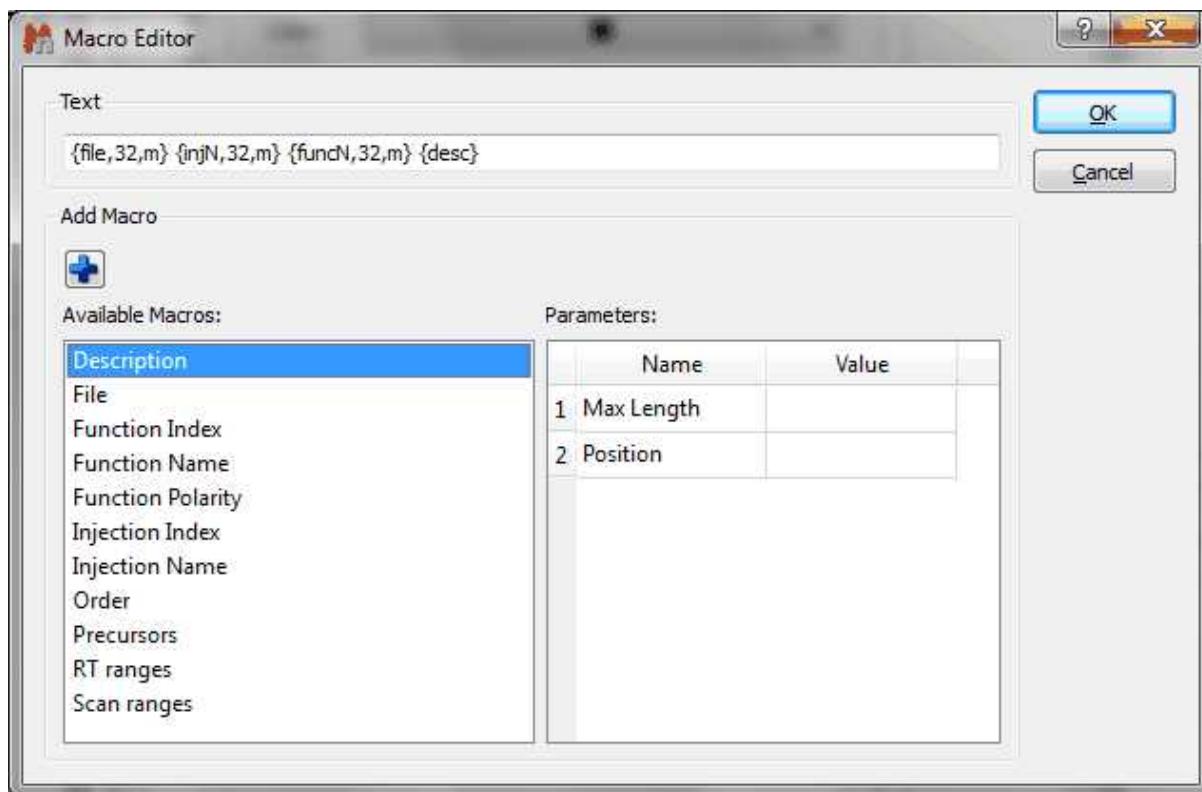 Macro Editor
?
Text
OK
{file,32,m} {injN,32,m} {funcN,32,m} {desc}
Cancel
Add Macro
Available Macros:
Parameters:
Description
Name Value
File
1 Max Length
Function Index
Function Name
2 Position
Function Polarity
Injection Index
Injection Name
Order
Precursors
RT ranges
Scan ranges